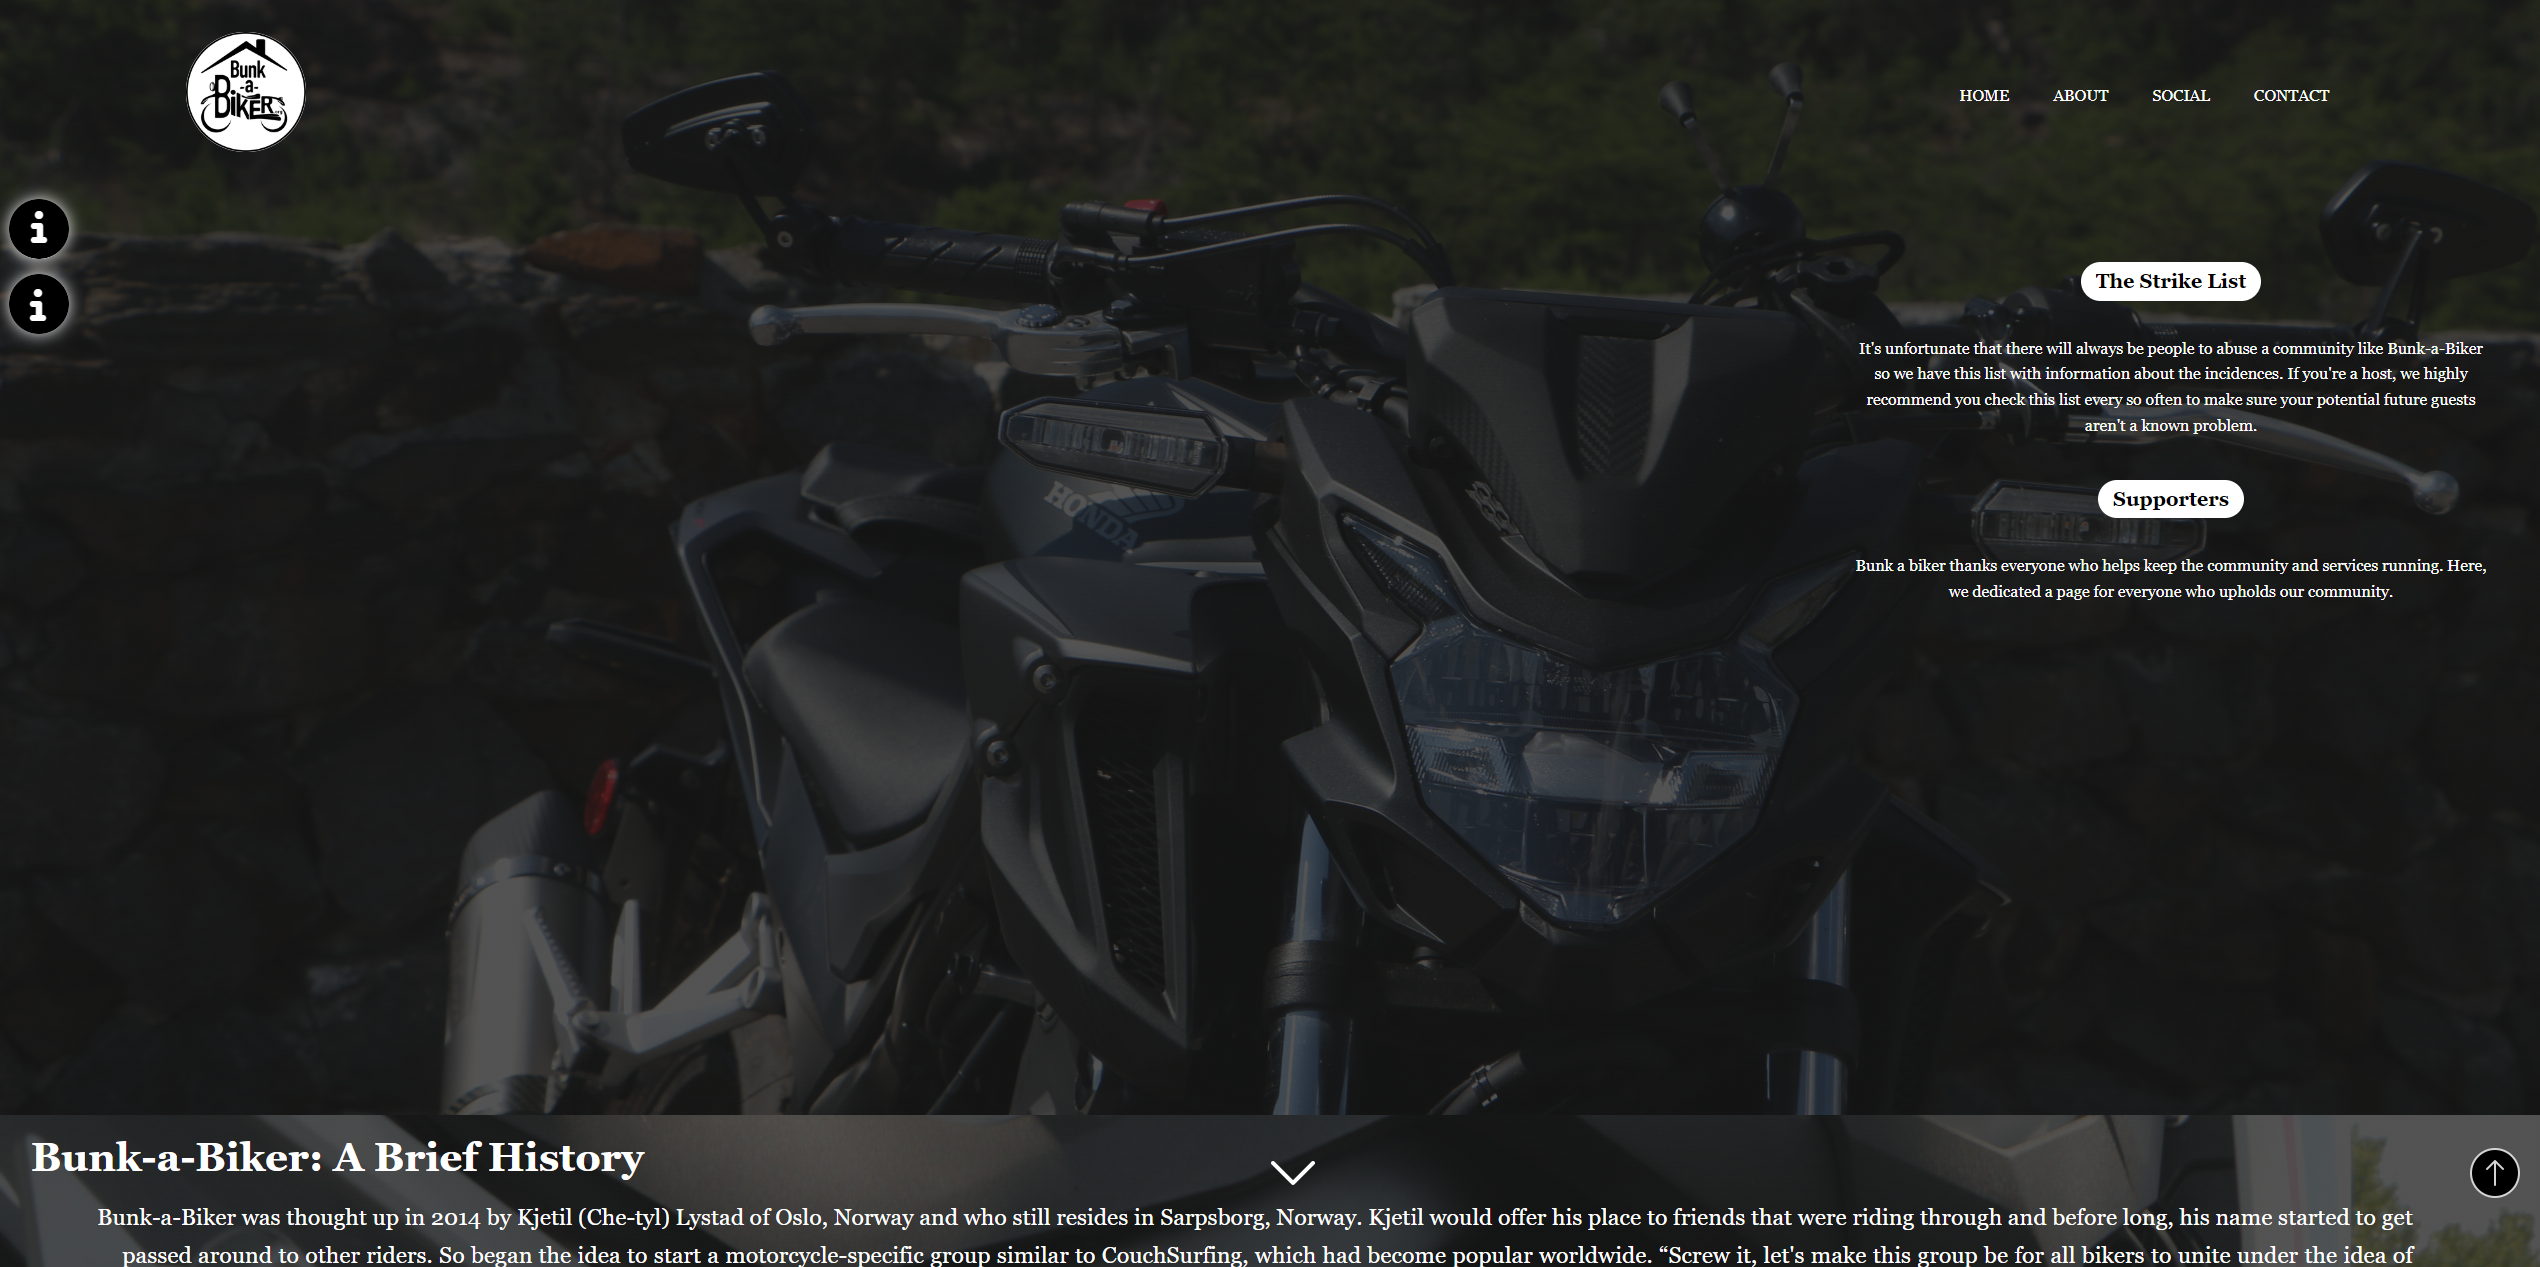 Bunk
-a-
BikER
HOME
ABOUT
SOCIAL
CONTACT
The Strike List
It's unfortunate that there will always be people to abuse a community like Bunk-a-Biker
so we have this list with information about the incidences. If you're a host, we highly
recommend you check this list every so often to make sure your potential future guests
aren't a known problem.
HONDA
Supporters
Bunk a biker thanks everyone who helps keep the community and services running. Here,
we dedicated a page for everyone who upholds our community.
Bunk-a-Biker: A Brief History
Bunk-a-Biker was thought up in 2014 by Kjetil (Che-tyl) Lystad of Oslo, Norway and who still resides in Sarpsborg, Norway. Kjetil would offer his place to friends that were riding through and before long, his name started to get
passed around to other riders. So began the idea to start a motorcycle-specific group similar to CouchSurfing, which had become popular worldwide. “Screw it, let's make this group be for all bikers to unite under the idea of